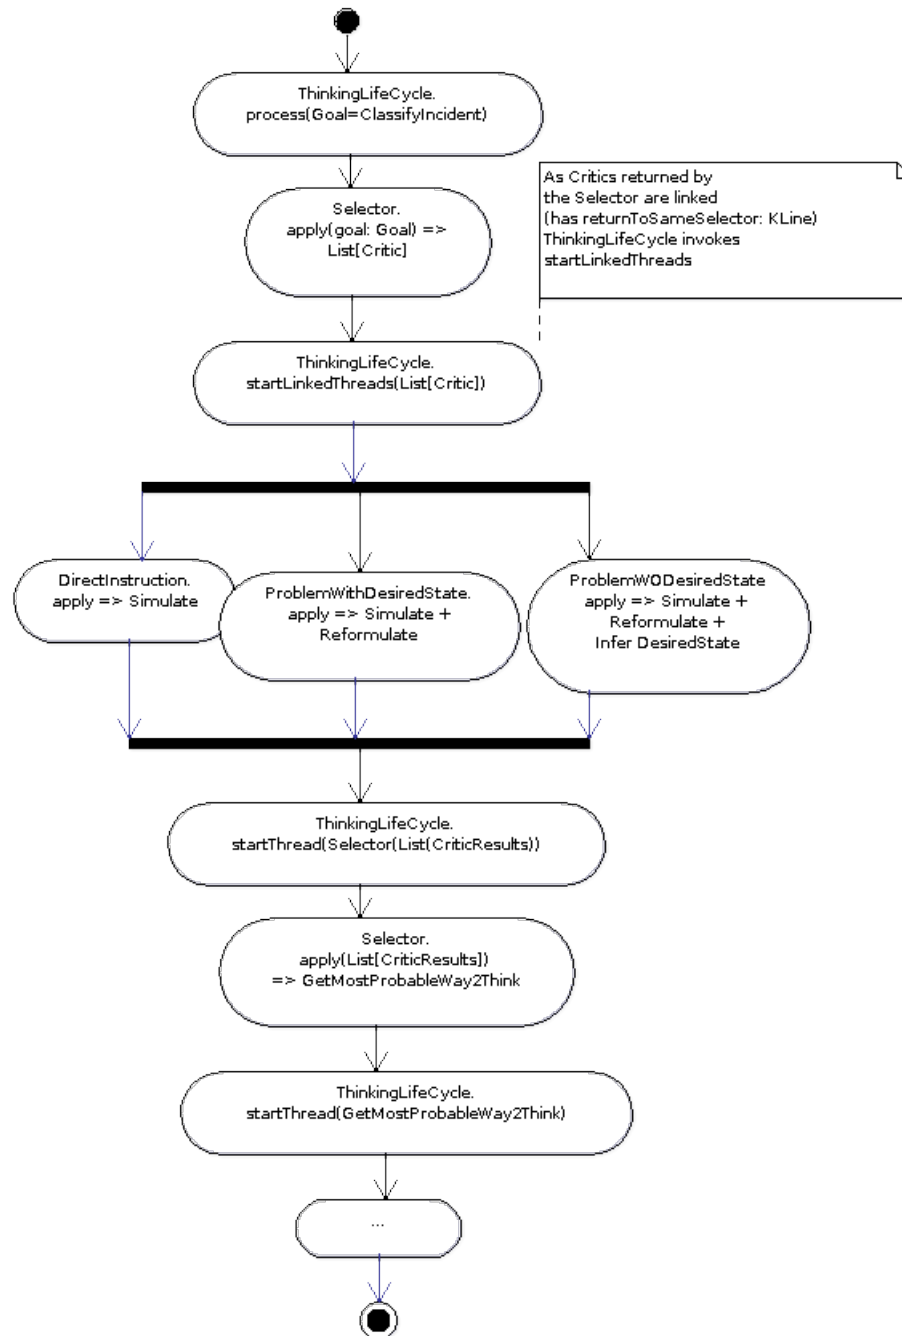 ThinkingLifeCycle.
process(Goal=ClassifyIncident)
As Critics returned by
the Selector are linked
(has returnToSameSelector: KLine)
ThinkingLifeCycle invokes
startLinkedThreads
Selector.
apply(goal: Goal) =>
List[Critic]
ThinkingLifeCycle.
startLinkedThreads(List[Critic])
DirectInstruction.
apply => Simulate
ProblemWithDesiredState.
apply => Simulate +
Reformulate
ProblemWODesiredState
apply => Simulate +
Reformulate +
Infer DesiredState
ThinkingLifeCycle.
startThread(Selector(List(CriticResults))
Selector.
apply(List[CriticResults])
=> GetMostProbableWay2Think
ThinkingLifeCycle.
startThread(GetMostProbableWay2Think)
...